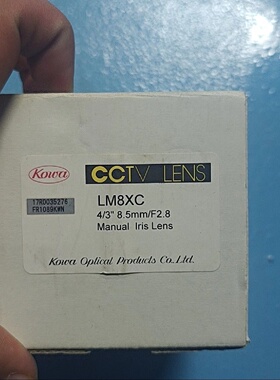 Kowa
CCTV LENS
17RD035276
FR1089KWN
LM8XC
4/3" 8.5mm/F2.8
Manual Iris Lens
Kowa Optical Products Co.,Ltd.